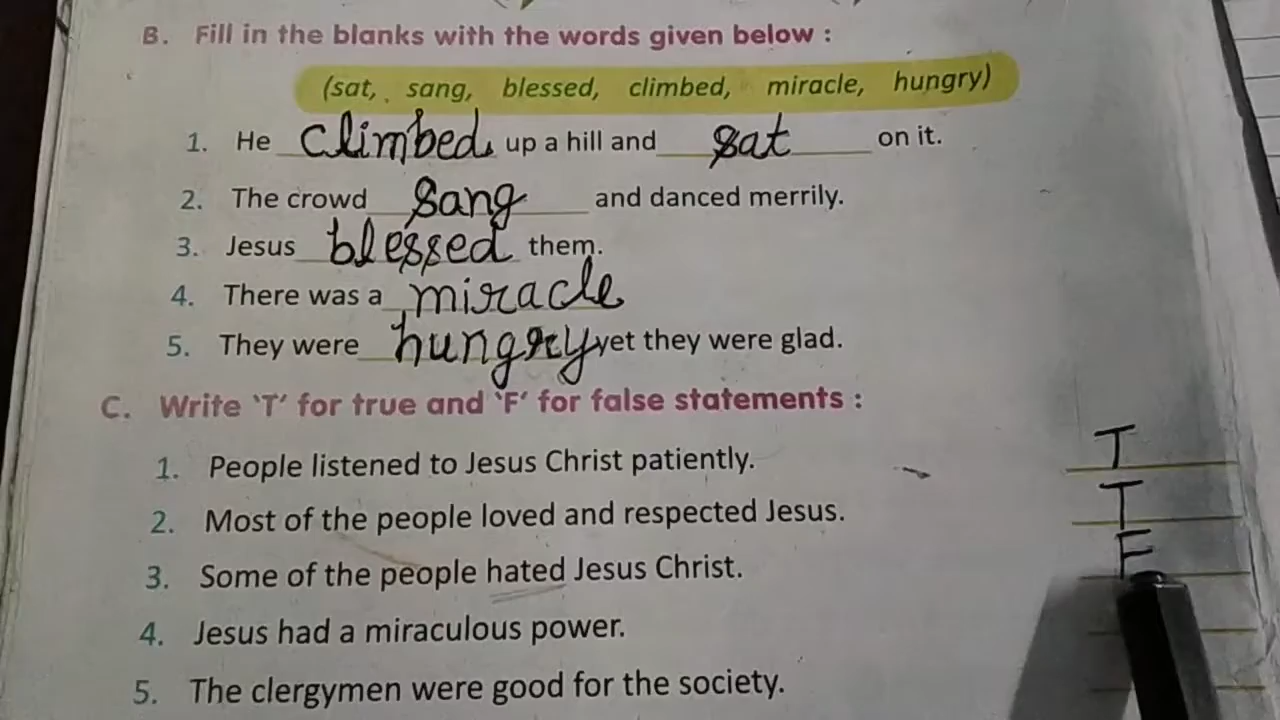 B. Fill in the blanks with the words given below :
(sat, sang, blessed, climbed, miracle, hungry)
1. He climbed up a hill and sat on it.
2. The crowd sang and danced merrily.
3. Jesus blessed them.
4. There was a miracle
5. They were hungry yet they were glad.
C. Write 'T' for true and 'F' for false statements :
1. People listened to Jesus Christ patiently. T
2. Most of the people loved and respected Jesus. T
3. Some of the people hated Jesus Christ. F
4. Jesus had a miraculous power.
5. The clergymen were good for the society.